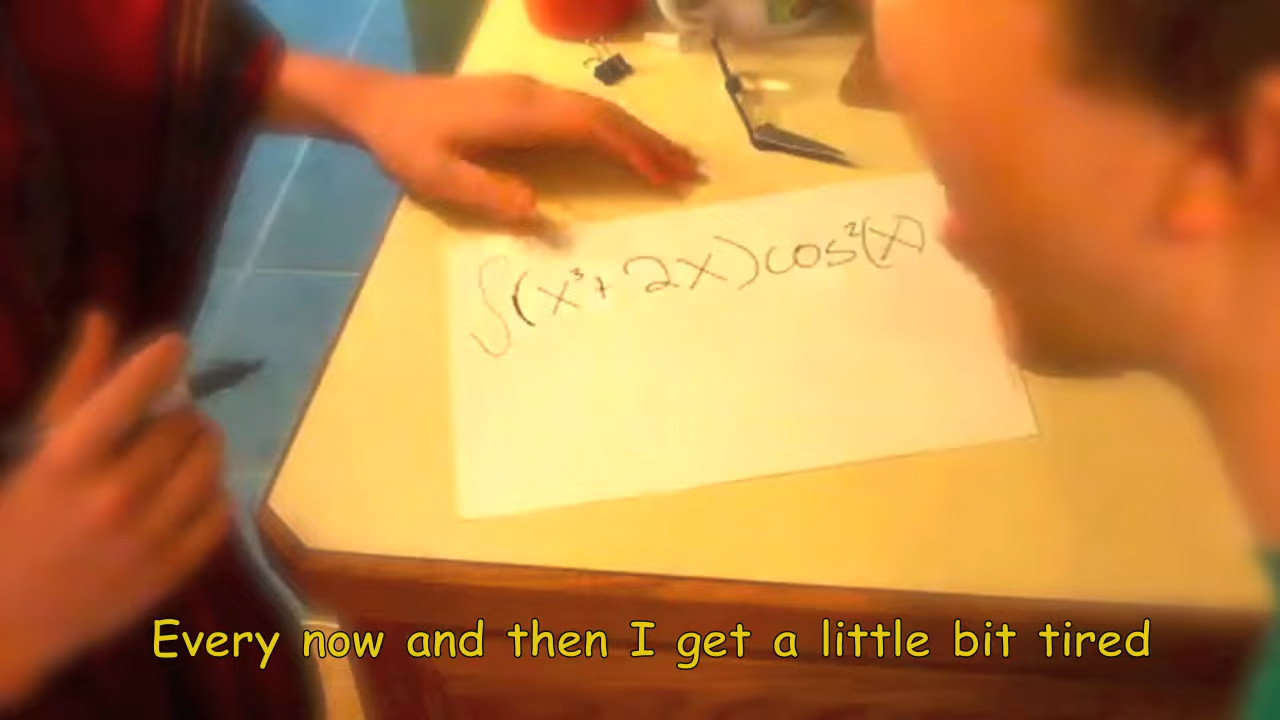 ∫(x³+2x)cos²(x)
Every now and then I get a little bit tired